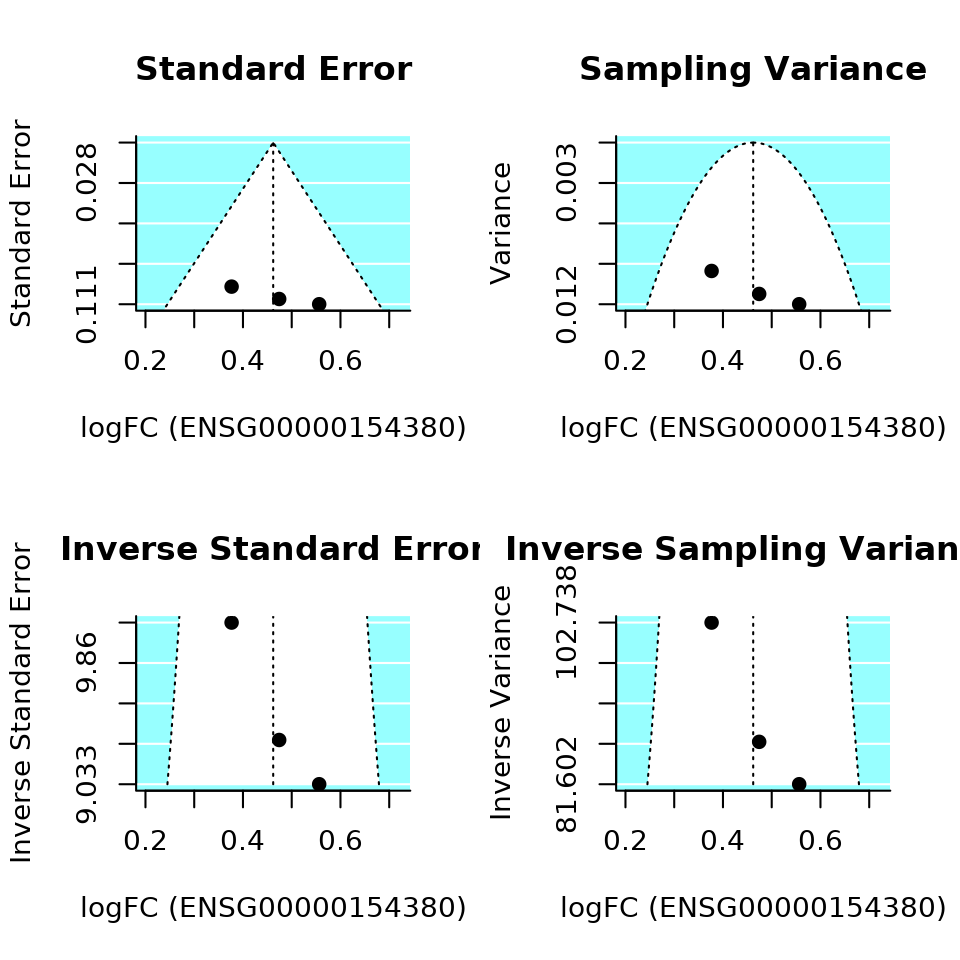 Standard Error
Standard Error
0.028
0.111
0.2 0.4 0.6
logFC (ENSG00000154380)
Sampling Variance
Variance
0.003
0.012
0.2 0.4 0.6
logFC (ENSG00000154380)
Inverse Standard Error
Inverse Standard Error
9.86
9.033
0.2 0.4 0.6
logFC (ENSG00000154380)
Inverse Sampling Varian
Inverse Variance
102.738
81.602
0.2 0.4 0.6
logFC (ENSG00000154380)